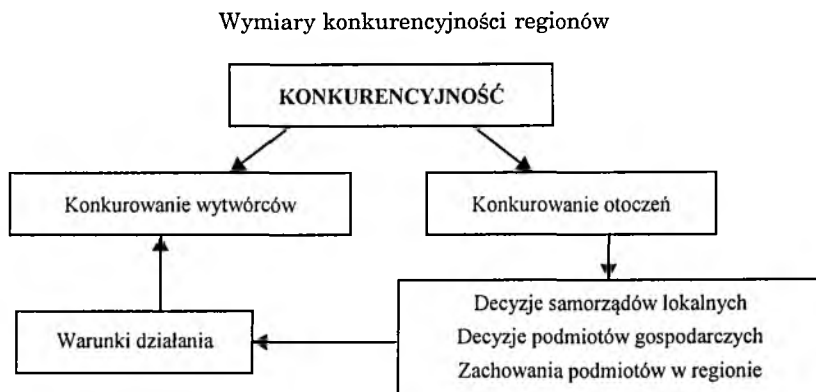 Wymiary konkurencyjności regionów
KONKURENCYJNOŚĆ
Konkurowanie wytwórców
Konkurowanie otoczeń
Warunki działania
Decyzje samorządów lokalnych
Decyzje podmiotów gospodarczych
Zachowania podmiotów w regionie